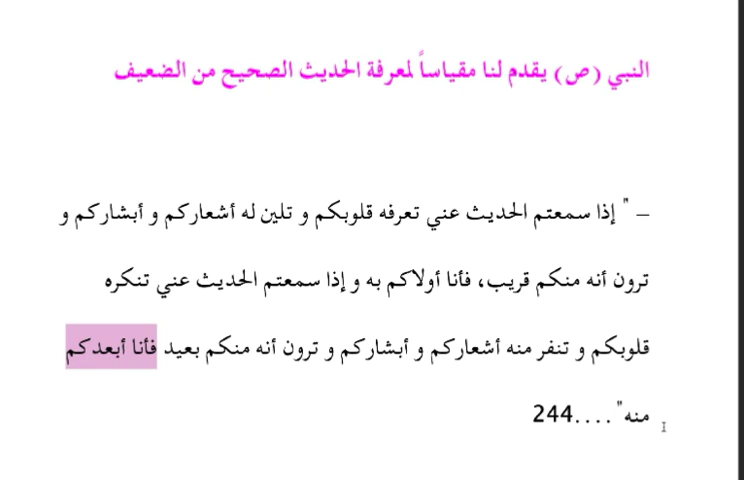 النبي (ص) يقدم لنا مقياساً لمعرفة الحديث الصحيح من الضعيف
– " إذا سمعتم الحديث عني تعرفه قلوبكم و تلين له أشعاركم و أبشاركم و
ترون أنه منكم قريب، فأنا أولاكم به و إذا سمعتم الحديث عني تنكره
قلوبكم و تنفر منه أشعاركم و أبشاركم و ترون أنه منكم بعيد فأنا أبعدكم
منه"....244